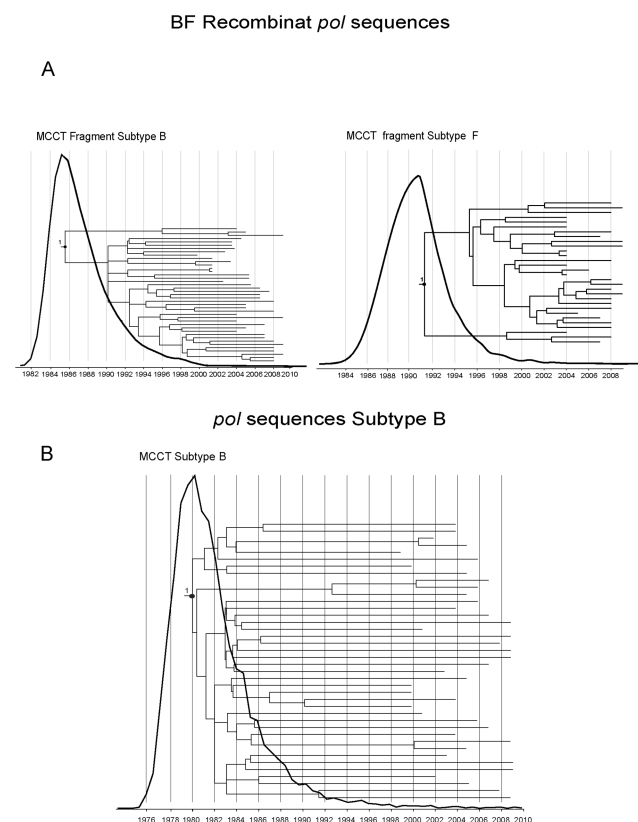 BF Recombinat pol sequences
A
MCCT Fragment Subtype B
1
C
1982 1984 1986 1988 1990 1992 1994 1996 1998 2000 2002 2004 2006 2008 2010
MCCT fragment Subtype F
1
1984 1986 1988 1990 1992 1994 1996 1998 2000 2002 2004 2006 2008
pol sequences Subtype B
B
MCCT Subtype B
1
1976 1978 1980 1982 1984 1986 1988 1990 1992 1994 1996 1998 2000 2002 2004 2006 2008 2010